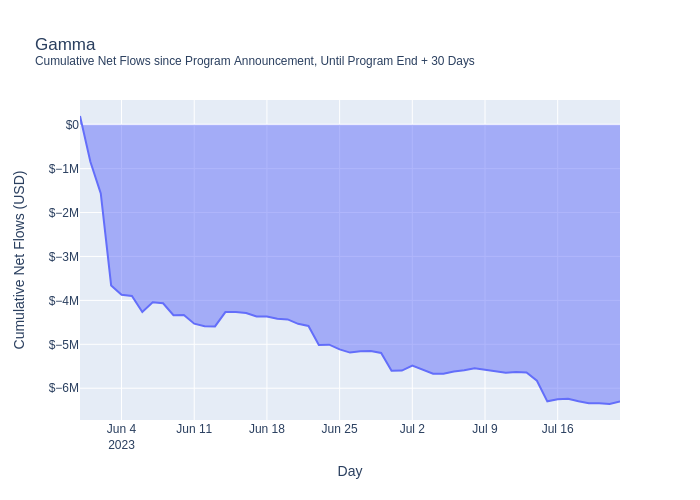 Gamma
Cumulative Net Flows since Program Announcement, Until Program End + 30 Days
Cumulative Net Flows (USD)
$0
$−1M
$−2M
$−3M
$−4M
$−5M
$−6M
Jun 4
2023
Jun 11
Jun 18
Jun 25
Jul 2
Jul 9
Jul 16
Day